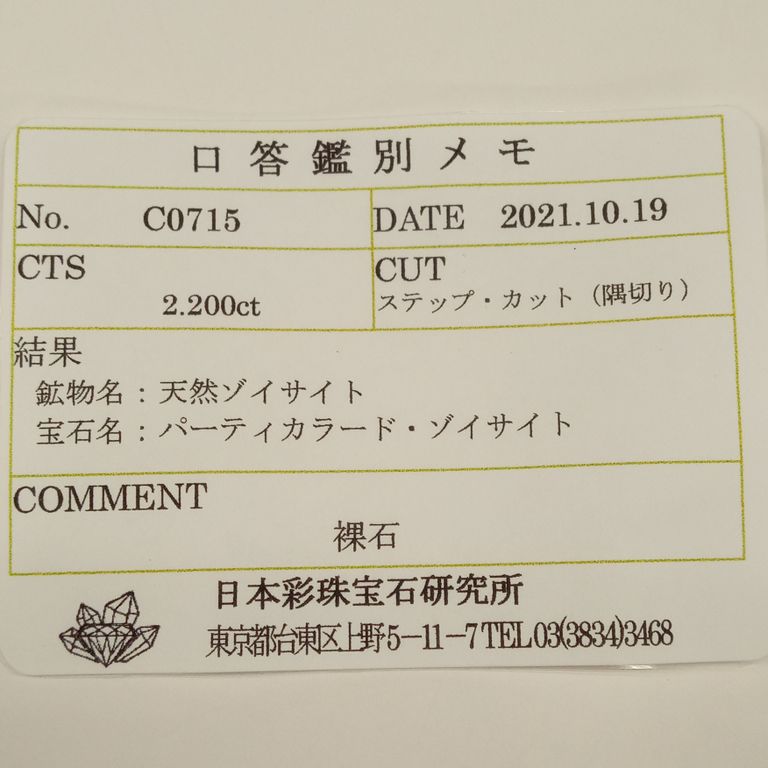 口答鑑別メモ
No. C0715 DATE 2021.10.19
CTS CUT
2.200ct ステップ・カット（隅切り）
結果
鉱物名：天然ゾイサイト
宝石名：パーティカラード・ゾイサイト
COMMENT
裸石
日本彩珠宝石研究所
東京都台東区上野5－11－7 TEL 03(3834)3468